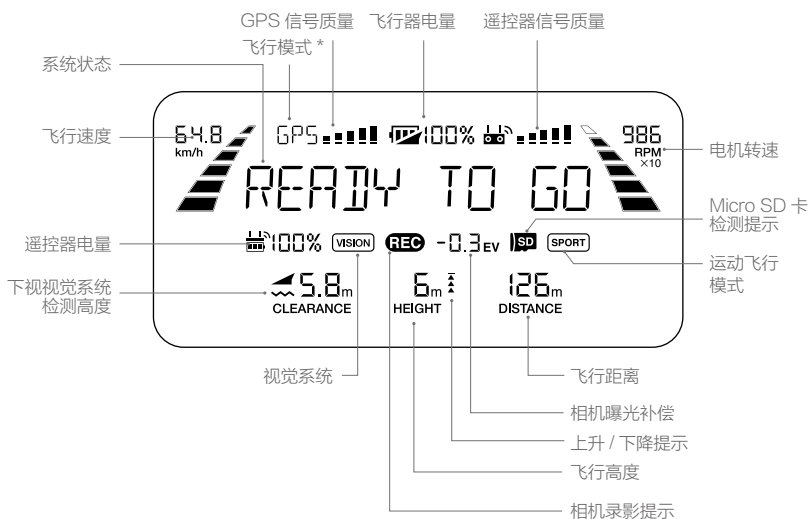 GPS 信号质量
飞行器电量
遥控器信号质量
飞行模式 *
系统状态
飞行速度
64.8
km/h
GPS
100%
986
RPM
×10
电机转速
READY TO GO
Micro SD 卡
检测提示
遥控器电量
100%
VISION
REC
-0.3EV
SD
SPORT
运动飞行
模式
下视视觉系统
检测高度
5.8m
CLEARANCE
6m
HEIGHT
126m
DISTANCE
视觉系统
飞行距离
相机曝光补偿
上升 / 下降提示
飞行高度
相机录影提示